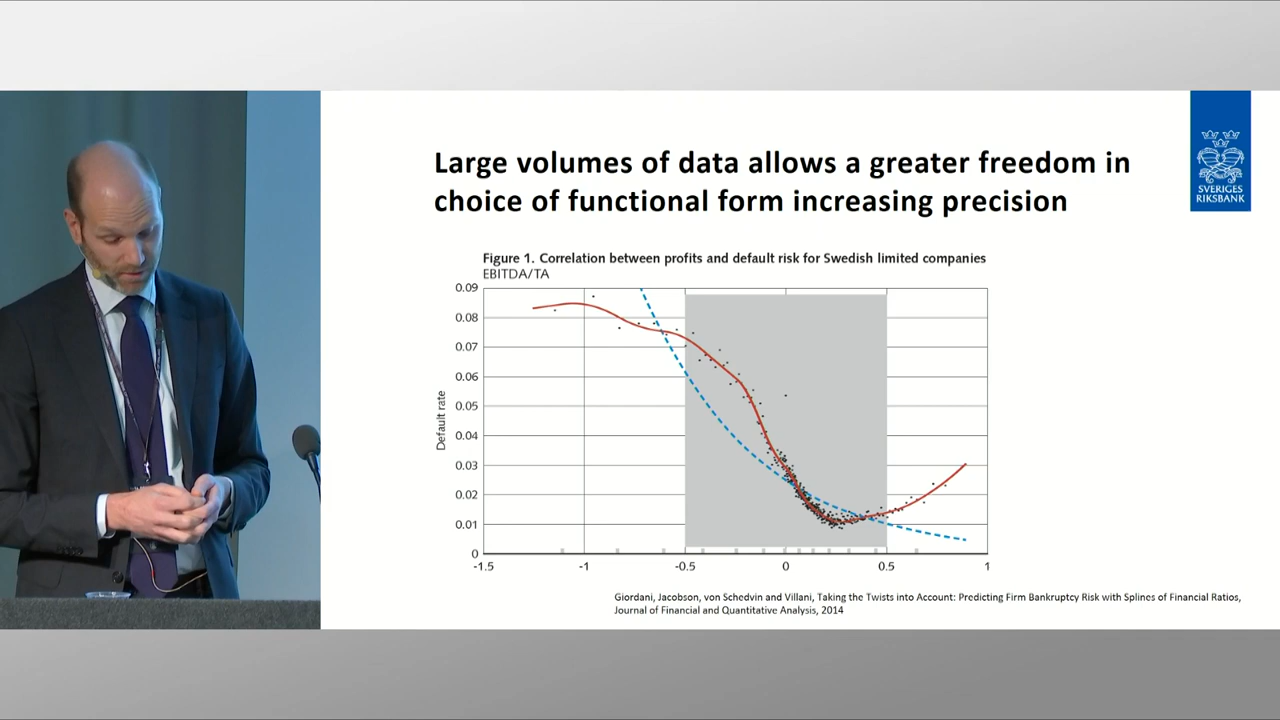 Large volumes of data allows a greater freedom in
choice of functional form increasing precision
SVERIGES
RIKSBANK
Figure 1. Correlation between profits and default risk for Swedish limited companies
EBITDA/TA
Default rate
0.09
0.08
0.07
0.06
0.05
0.04
0.03
0.02
0.01
0
-1.5
-1
-0.5
0
0.5
1
Giordani, Jacobson, von Schedvin and Villani, Taking the Twists into Account: Predicting Firm Bankruptcy Risk with Splines of Financial Ratios,
Journal of Financial and Quantitative Analysis, 2014